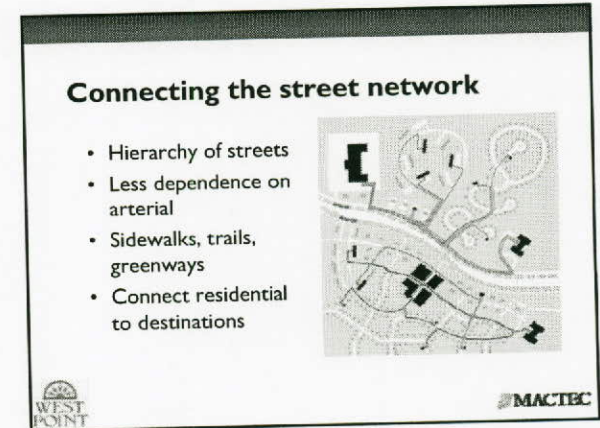 Connecting the street network
• Hierarchy of streets
• Less dependence on
arterial
• Sidewalks, trails,
greenways
• Connect residential
to destinations
WEST
POINT
MACTEC